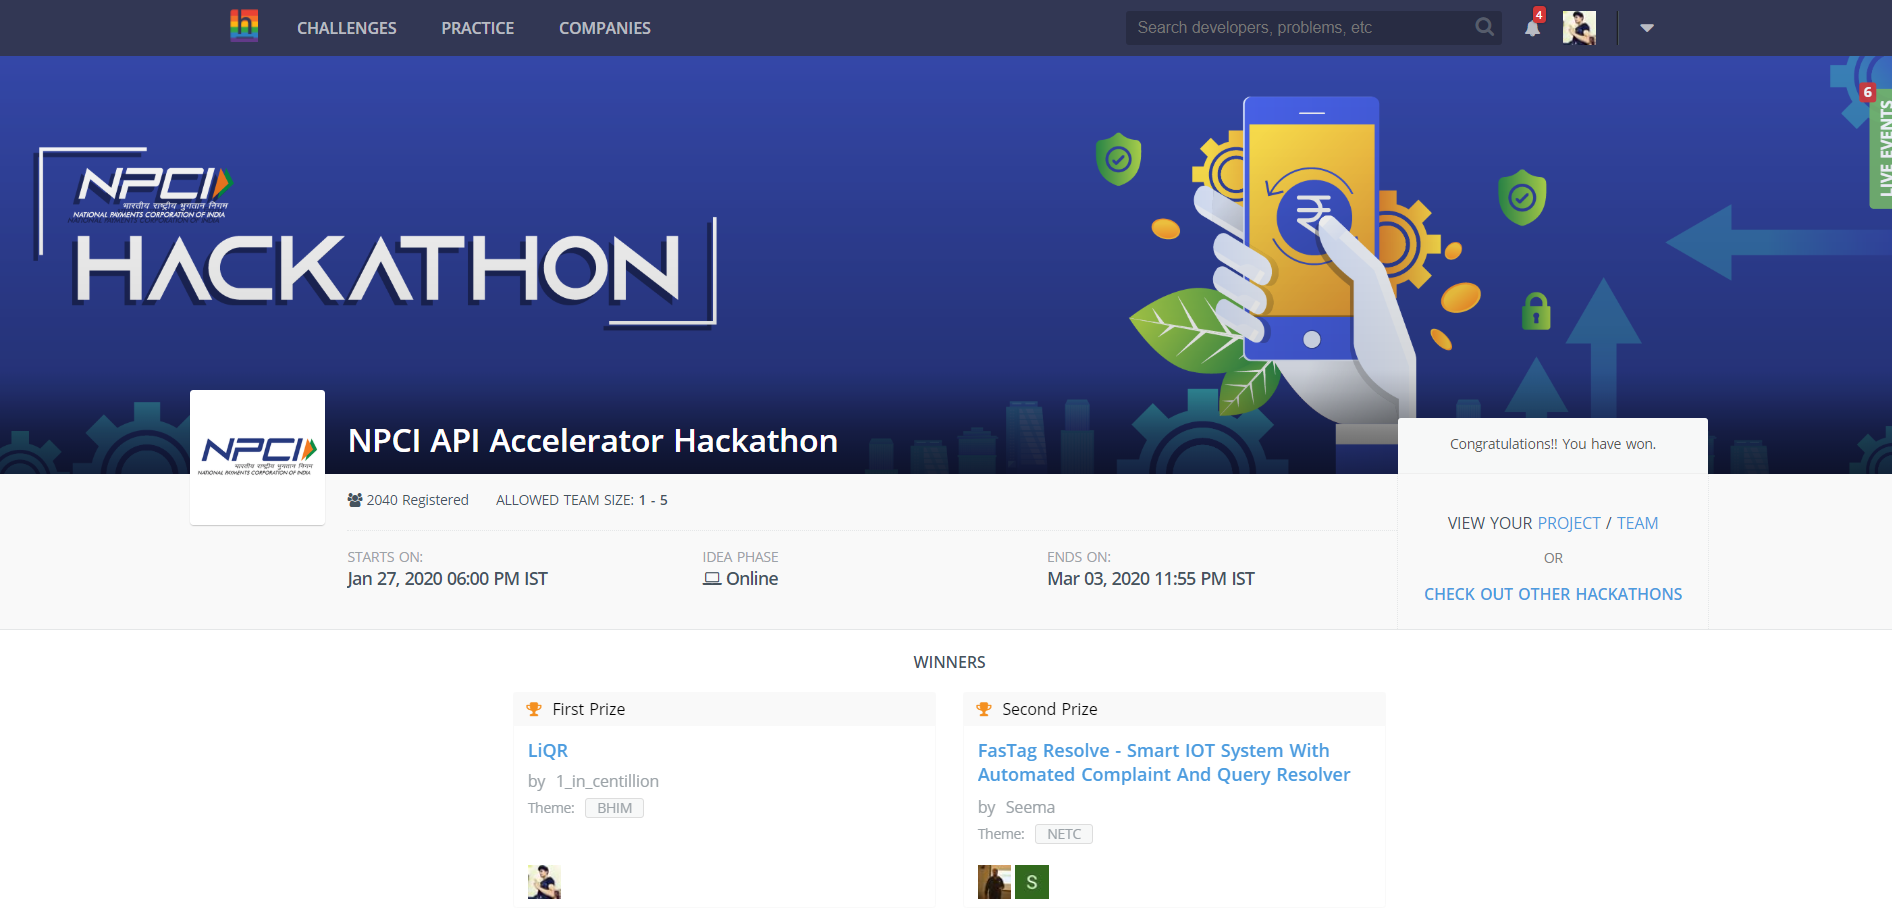 h
CHALLENGES
PRACTICE
COMPANIES
Search developers, problems, etc
4
6
LIVE EVENTS
NPCI
भारतीय राष्ट्रीय भुगतान निगम
NATIONAL PAYMENTS CORPORATION OF INDIA
HACKATHON
₹
NPCI
भारतीय राष्ट्रीय भुगतान निगम
NATIONAL PAYMENTS CORPORATION OF INDIA
NPCI API Accelerator Hackathon
Congratulations!! You have won.
2040 Registered
ALLOWED TEAM SIZE: 1 - 5
VIEW YOUR PROJECT / TEAM
OR
CHECK OUT OTHER HACKATHONS
STARTS ON:
Jan 27, 2020 06:00 PM IST
IDEA PHASE
Online
ENDS ON:
Mar 03, 2020 11:55 PM IST
WINNERS
First Prize
LiQR
by 1_in_centillion
Theme: BHIM
Second Prize
FasTag Resolve - Smart IOT System With
Automated Complaint And Query Resolver
by Seema
Theme: NETC
S